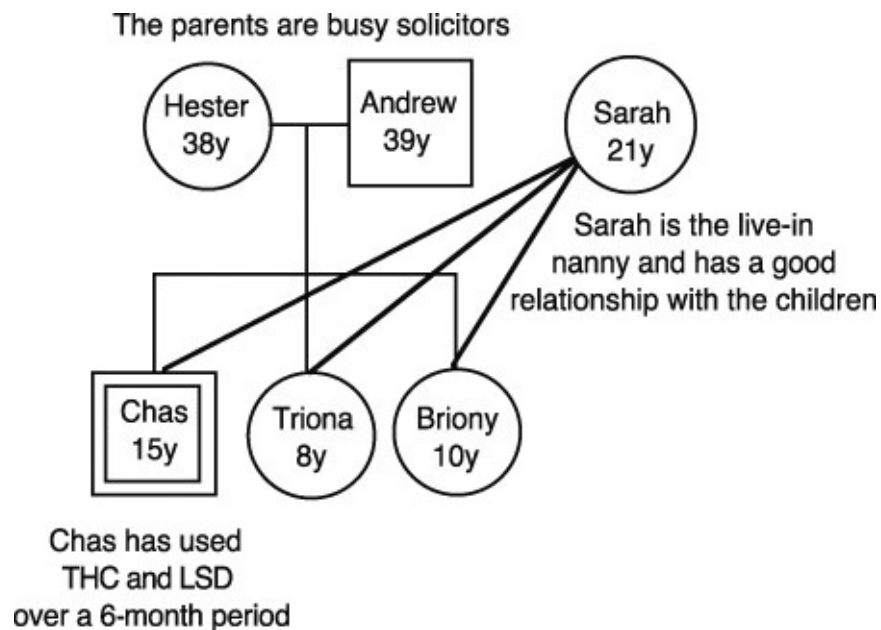 The parents are busy solicitors
Hester
38y
Andrew
39y
Sarah
21y
Sarah is the live-in
nanny and has a good
relationship with the children
Chas
15y
Triona
8y
Briony
10y
Chas has used
THC and LSD
over a 6-month period